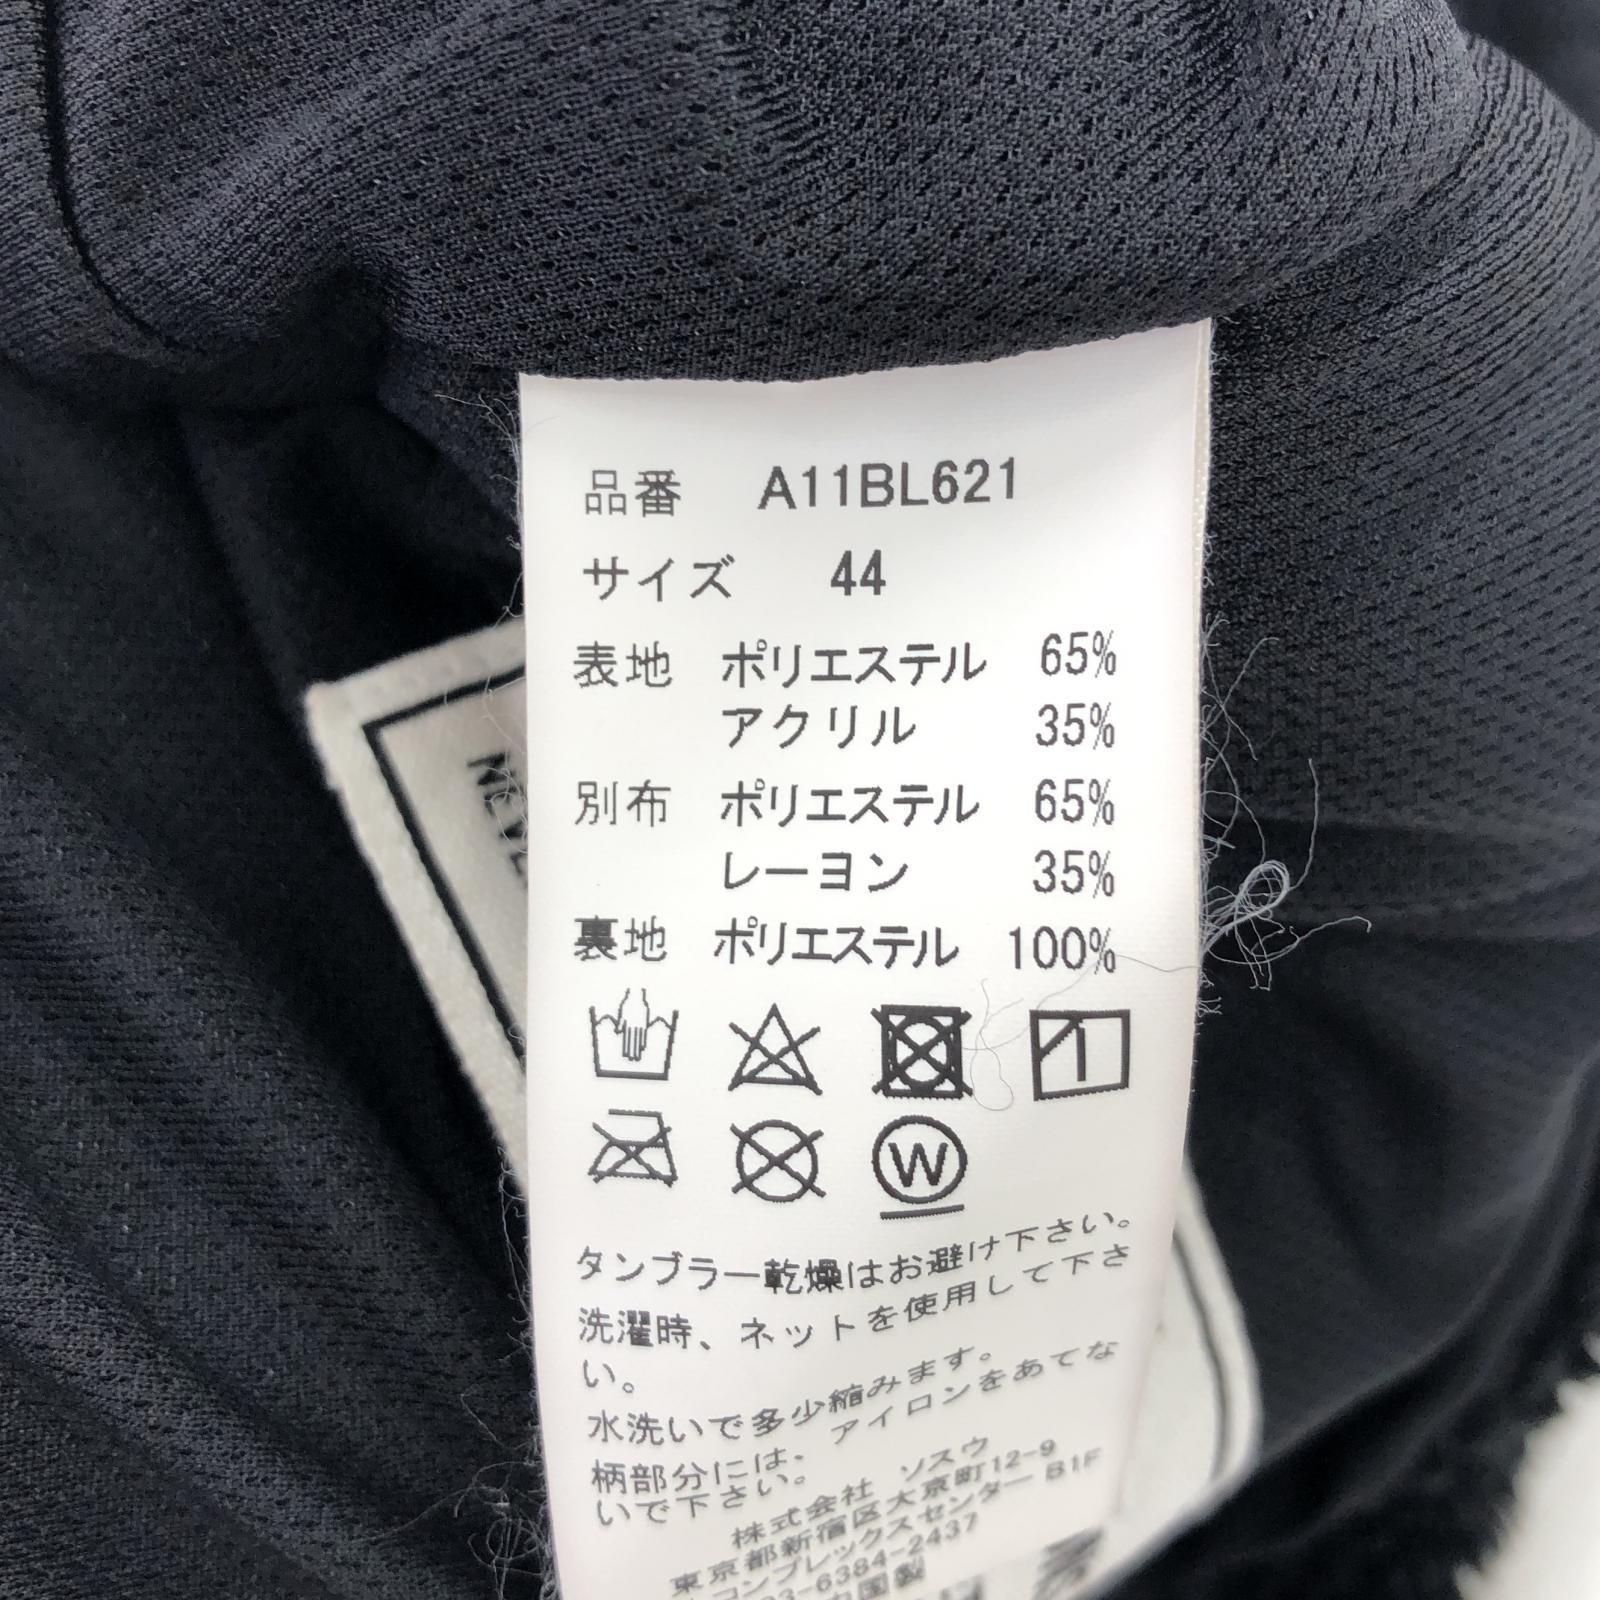 品番 A11BL621
サイズ 44
表地 ポリエステル 65%
アクリル 35%
別布 ポリエステル 65%
レーヨン 35%
裏地 ポリエステル 100%
W
タンブラー乾燥はお避け下さい。
洗濯時、ネットを使用して下さ
い。
水洗いで多少縮みます。
柄部分には、アイロンをあてな
いで下さい。
株式会社 ソスウ
東京都新宿区大京町12-9
コンプレックスセンター B1F
03-6384-2437
国製